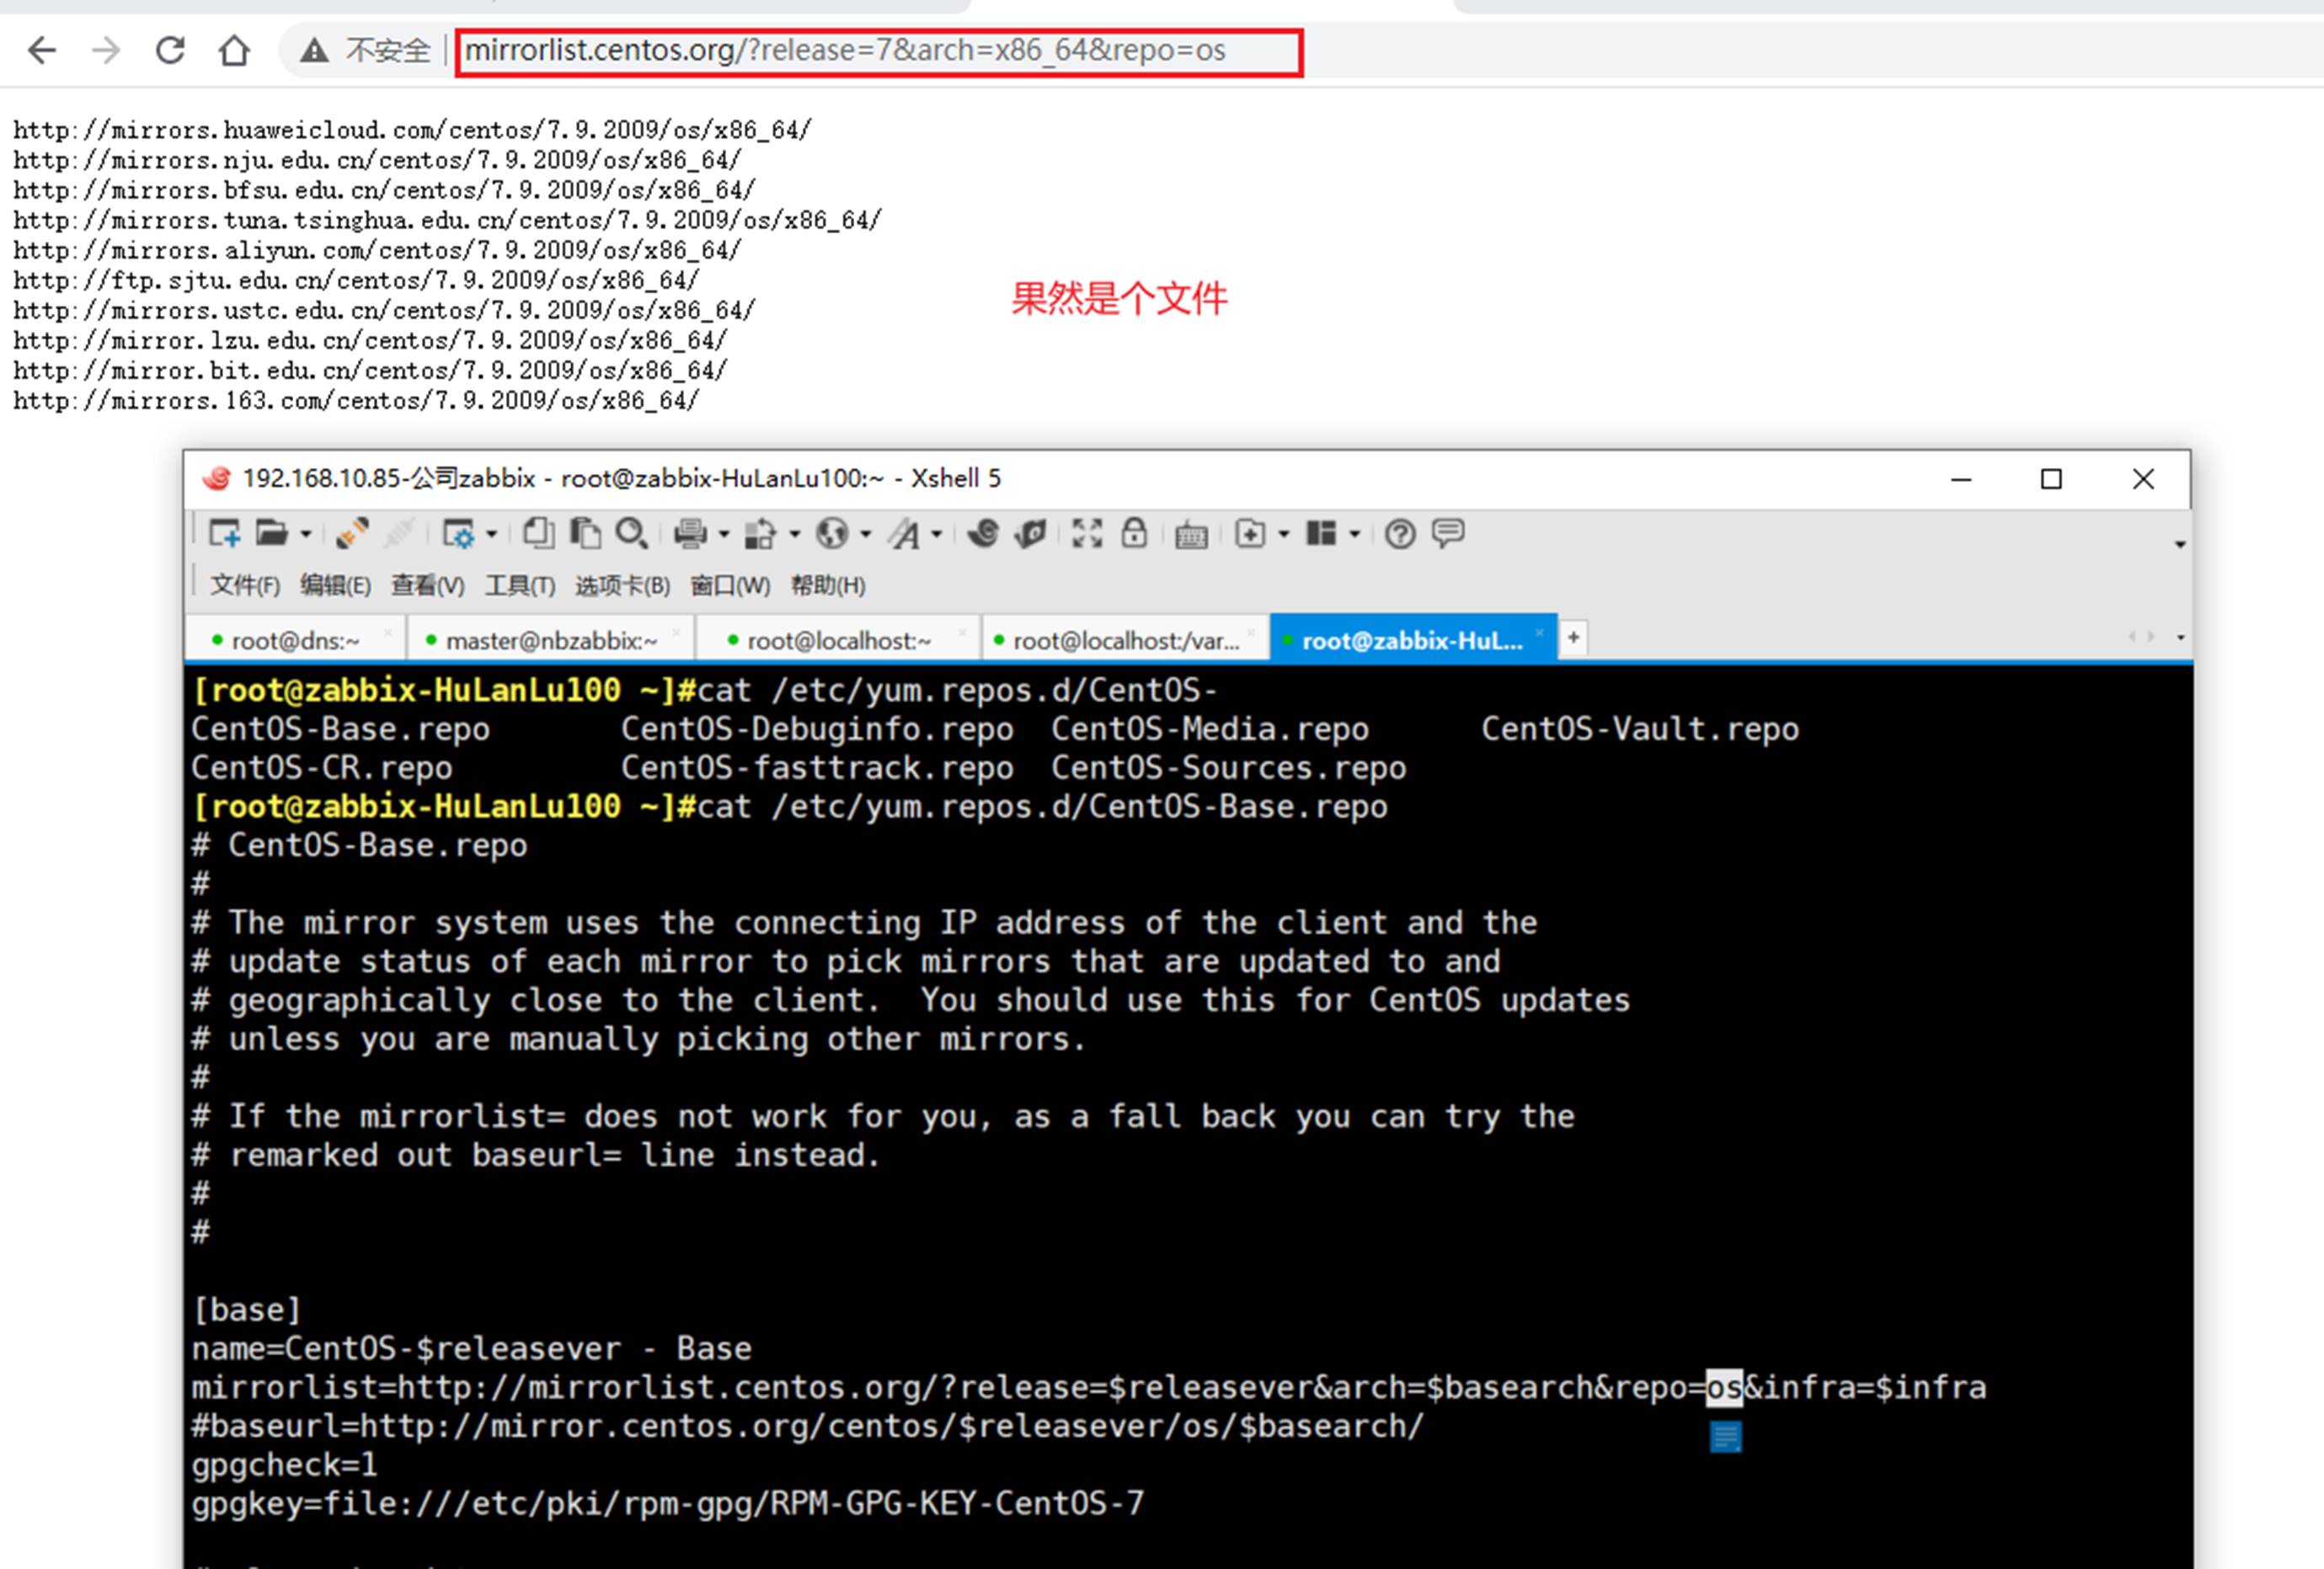 不安全 mirrorlist.centos.org/?release=7&arch=x86_64&repo=os
http://mirrors.huaweicloud.com/centos/7.9.2009/os/x86_64/
http://mirrors.nju.edu.cn/centos/7.9.2009/os/x86_64/
http://mirrors.bfsu.edu.cn/centos/7.9.2009/os/x86_64/
http://mirrors.tuna.tsinghua.edu.cn/centos/7.9.2009/os/x86_64/
http://mirrors.aliyun.com/centos/7.9.2009/os/x86_64/
http://ftp.sjtu.edu.cn/centos/7.9.2009/os/x86_64/
果然是个文件
http://mirrors.ustc.edu.cn/centos/7.9.2009/os/x86_64/
http://mirror.lzu.edu.cn/centos/7.9.2009/os/x86_64/
http://mirror.bit.edu.cn/centos/7.9.2009/os/x86_64/
http://mirrors.163.com/centos/7.9.2009/os/x86_64/
192.168.10.85-公司zabbix - root@zabbix-HuLanLu100:~ - Xshell 5
文件(F) 编辑(E) 查看(V) 工具(T) 选项卡(B) 窗口(W) 帮助(H)
root@dns:~ master@nbzabbix:~ root@localhost:~ root@localhost:/var... root@zabbix-HuL...
[root@zabbix-HuLanLu100 ~]#cat /etc/yum.repos.d/CentOS-
CentOS-Base.repo CentOS-Debuginfo.repo CentOS-Media.repo CentOS-Vault.repo
CentOS-CR.repo CentOS-fasttrack.repo CentOS-Sources.repo
[root@zabbix-HuLanLu100 ~]#cat /etc/yum.repos.d/CentOS-Base.repo
# CentOS-Base.repo
#
# The mirror system uses the connecting IP address of the client and the
# update status of each mirror to pick mirrors that are updated to and
# geographically close to the client.  You should use this for CentOS updates
# unless you are manually picking other mirrors.
#
# If the mirrorlist= does not work for you, as a fall back you can try the
# remarked out baseurl= line instead.
#
#
[base]
name=CentOS-$releasever - Base
mirrorlist=http://mirrorlist.centos.org/?release=$releasever&arch=$basearch&repo=os&infra=$infra
#baseurl=http://mirror.centos.org/centos/$releasever/os/$basearch/
gpgcheck=1
gpgkey=file:///etc/pki/rpm-gpg/RPM-GPG-KEY-CentOS-7